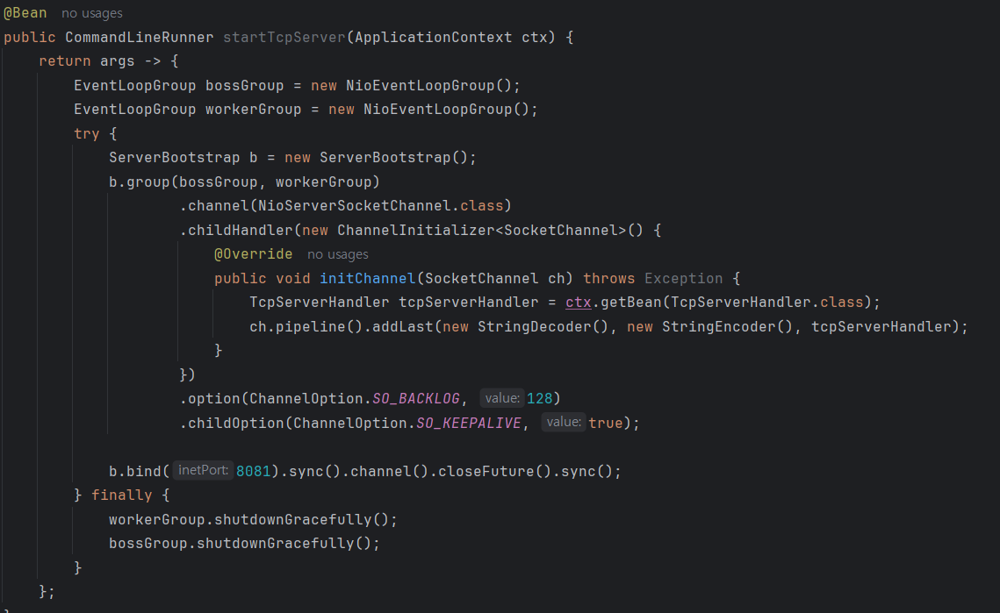 @Bean no usages
public CommandLineRunner startTcpServer(ApplicationContext ctx) {
    return args -> {
        EventLoopGroup bossGroup = new NioEventLoopGroup();
        EventLoopGroup workerGroup = new NioEventLoopGroup();
        try {
            ServerBootstrap b = new ServerBootstrap();
            b.group(bossGroup, workerGroup)
                    .channel(NioServerSocketChannel.class)
                    .childHandler(new ChannelInitializer<SocketChannel>() {
                        @Override no usages
                        public void initChannel(SocketChannel ch) throws Exception {
                            TcpServerHandler tcpServerHandler = ctx.getBean(TcpServerHandler.class);
                            ch.pipeline().addLast(new StringDecoder(), new StringEncoder(), tcpServerHandler);
                        }
                    })
                    .option(ChannelOption.SO_BACKLOG, value: 128)
                    .childOption(ChannelOption.SO_KEEPALIVE, value: true);

            b.bind( inetPort: 8081).sync().channel().closeFuture().sync();
        } finally {
            workerGroup.shutdownGracefully();
            bossGroup.shutdownGracefully();
        }
    };